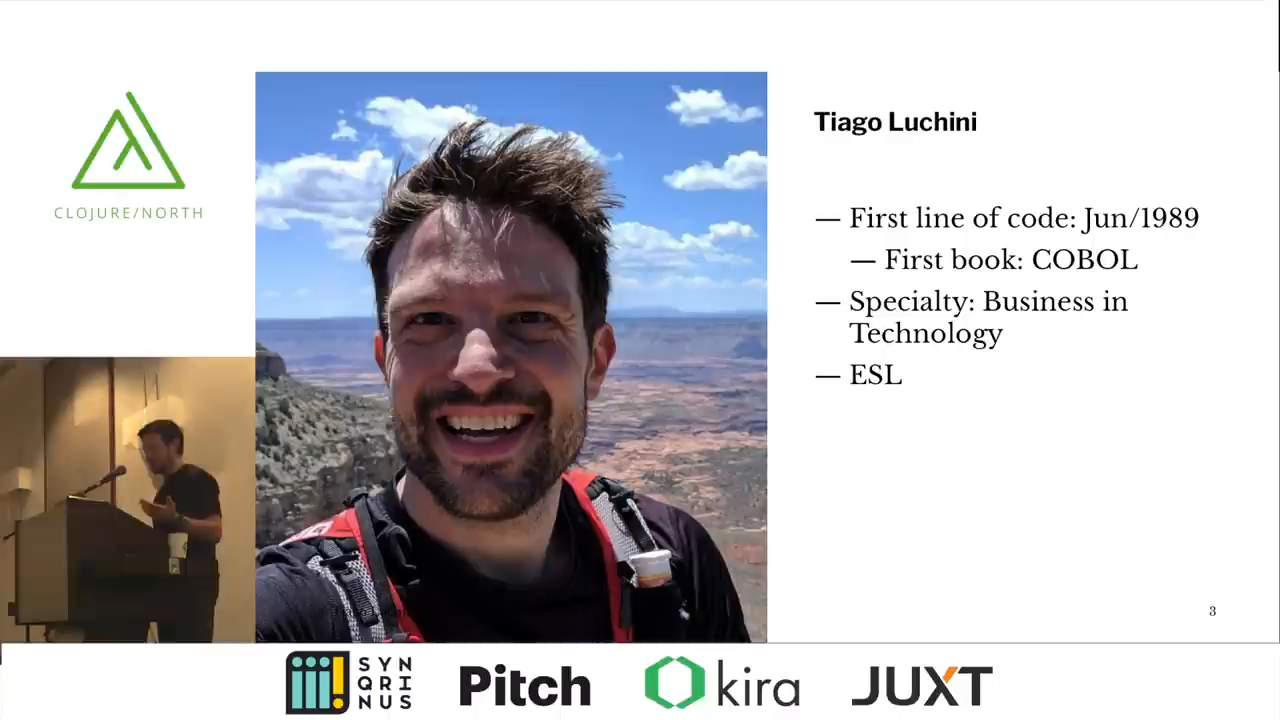 CLOJURE/NORTH
Tiago Luchini
— First line of code: Jun/1989
— First book: COBOL
— Specialty: Business in
Technology
— ESL
3
SYN
QRI
NUS
Pitch
kira
JUXT